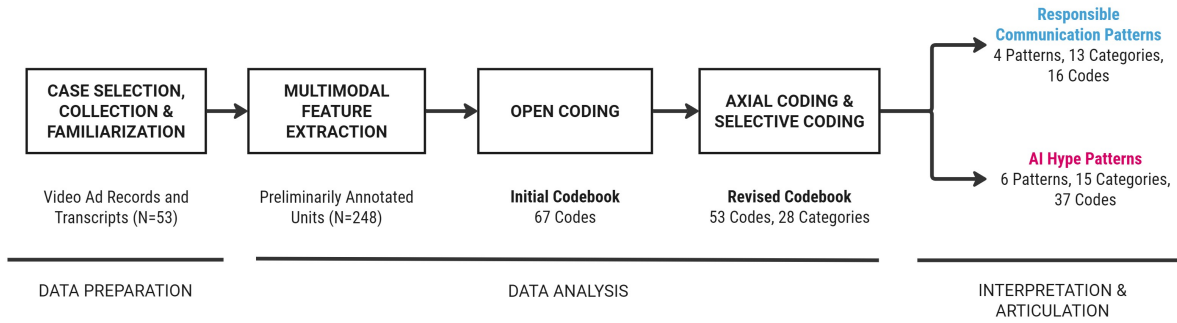 CASE SELECTION,
COLLECTION &
FAMILIARIZATION
Video Ad Records and
Transcripts (N=53)
MULTIMODAL
FEATURE
EXTRACTION
Preliminarily Annotated
Units (N=248)
OPEN CODING
Initial Codebook
67 Codes
AXIAL CODING &
SELECTIVE CODING
Revised Codebook
53 Codes, 28 Categories
Responsible
Communication Patterns
4 Patterns, 13 Categories,
16 Codes
AI Hype Patterns
6 Patterns, 15 Categories,
37 Codes
DATA PREPARATION
DATA ANALYSIS
INTERPRETATION &
ARTICULATION